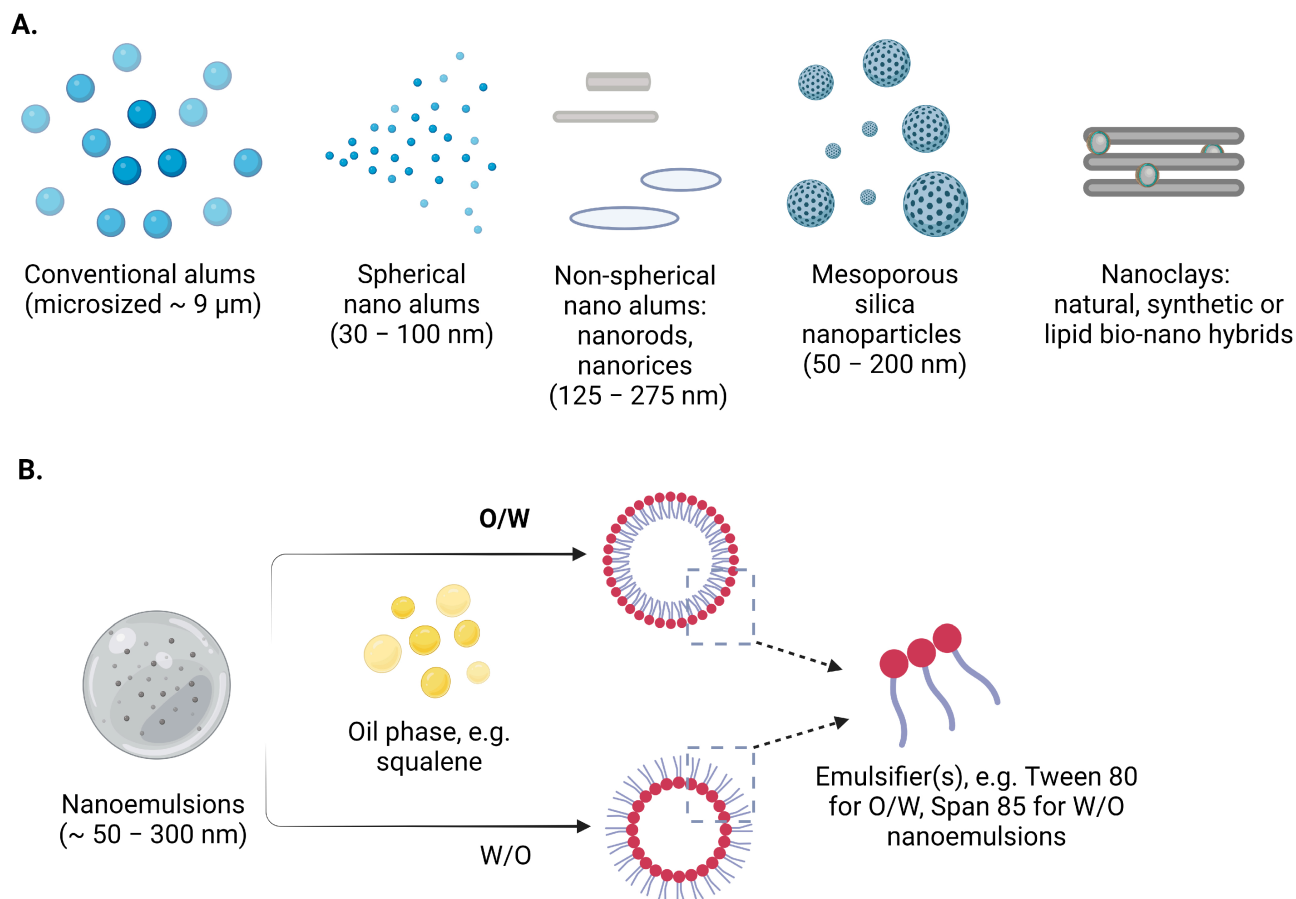 A.
Conventional alums
(microsized ~ 9 μm)
Spherical
nano alums
(30 – 100 nm)
Non-spherical
nano alums:
nanorods,
nanorices
(125 – 275 nm)
Mesoporous
silica
nanoparticles
(50 – 200 nm)
Nanoclays:
natural, synthetic or
lipid bio-nano hybrids
B.
O/W
Oil phase, e.g.
squalene
Nanoemulsions
(~ 50 – 300 nm)
W/O
Emulsifier(s), e.g. Tween 80
for O/W, Span 85 for W/O
nanoemulsions